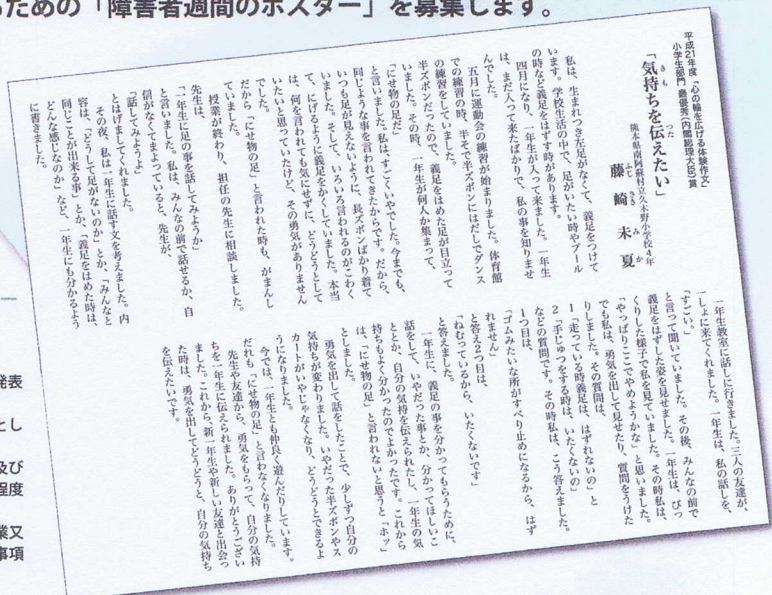 るための「障害者週間のポスター」を募集します。
平成21年度「心の輪を広げる体験作文」
小学生部門 最優秀(内閣総理大臣)賞
「気持ちを伝えたい」
きも
つた
熊本県南阿蘇村立久木野小学校4年
藤崎未夏
ふじ さき み か
私は、生まれつき左足がなくて、義足をつけて
います。学校生活の中で、足がいたい時やプール
の時など義足をはずす時があります。
四月になり、一年生が入って来ました。一年生
は、まだ入って来たばかりで、私の事を知りませ
んでした。
五月に運動会の練習が始まりました。体育館
での練習の時、半そで半ズボンにはだしでダンス
の練習をしていました。
半ズボンだったので、義足をはめた足が目立って
いました。その時、一年生が何人か集まって、
「にせ物の足だ」
と言いました。私は、すごくいやでした。今までも、
同じような事を言われてきたからです。だから、
いつも足が見えないように、長ズボンばかり着て
いました。そして、いろいろ言われるのがこわく
て、にげるように義足をかくしていました。本当
は、何を言われても気にせずに、どうどうとして
いたいと思っていたけど、その勇気がありません
でした。
だから「にせ物の足」と言われた時も、がまんし
ていました。
授業が終わり、担任の先生に相談しました。
先生は、
「一年生に足の事を話してみようか」
と言いました。私は、みんなの前で話せるか、自
信がなくてまよっていると、先生が、
「話してみようよ」
とはげましてくれました。
その夜、私は一年生に話す文を考えました。内
容は、「どうして足がないのか」とか、「みんなと
同じことが出来る事」とか、「義足をはめた時は、
どんな感じなのか」など、一年生にも分かるよう
に書きました。
一年生教室に話しに行きました。三人の友達が、
一しょに来てくれました。一年生は、私の話しを、
「すごい。」
と言って聞いていました。その後、みんなの前で
義足をはずした姿を見せました。一年生は、びっ
くりした様子で私を見ていました。その時私は、
「やっぱりここでやめようかな」と思いました。
でも私は、勇気を出して見せたり、質問をうけた
りしました。その質問は、
1「走っている時義足は、はずれないの」と
2「手じゅつをする時は、いたくないの」
などの質問です。その時私は、こう答えました。
1つ目は、
「ゴムみたいな所がすべり止めになるから、はず
れません」
と答え2つ目は、
「ねむっているから、いたくないです」
と答えました。
一年生に、義足の事を分かってもらうために、
話をして、いやだった事とか、分かってほしいこ
ととか、自分の気持を伝えられたし、一年生の気
持ちもよく分かったのでよかったです。これから
は、「にせ物の足」と言われないと思うと「ホッ」
としました。
勇気を出して話をしたことで、少しずつ自分の
気持ちが変わりました。いやだった半ズボンやス
カートがいやじゃなくなり、どうどうとできるよ
うになりました。
今では、一年生とも仲良く遊んだりしています。
だれも「にせ物の足」と言わなくなりました。
先生や友達から、勇気をもらって、自分の気持
ちを一年生に伝えられました。ありがとうござい
ました。これから、新一年生や新しい友達と出会っ
た時は、勇気を出してどうどうと、自分の気持ち
を伝えたいです。
発表
とし
及び
程度
業又
事項